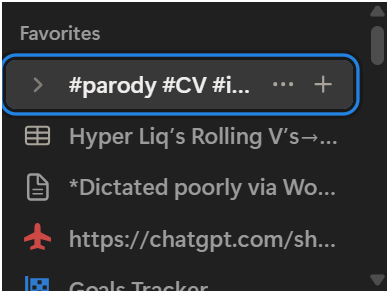 Favorites
#parody #CV #i...
Hyper Liq's Rolling V's→...
*Dictated poorly via Wo...
https://chatgpt.com/sh...
Goals Tracker